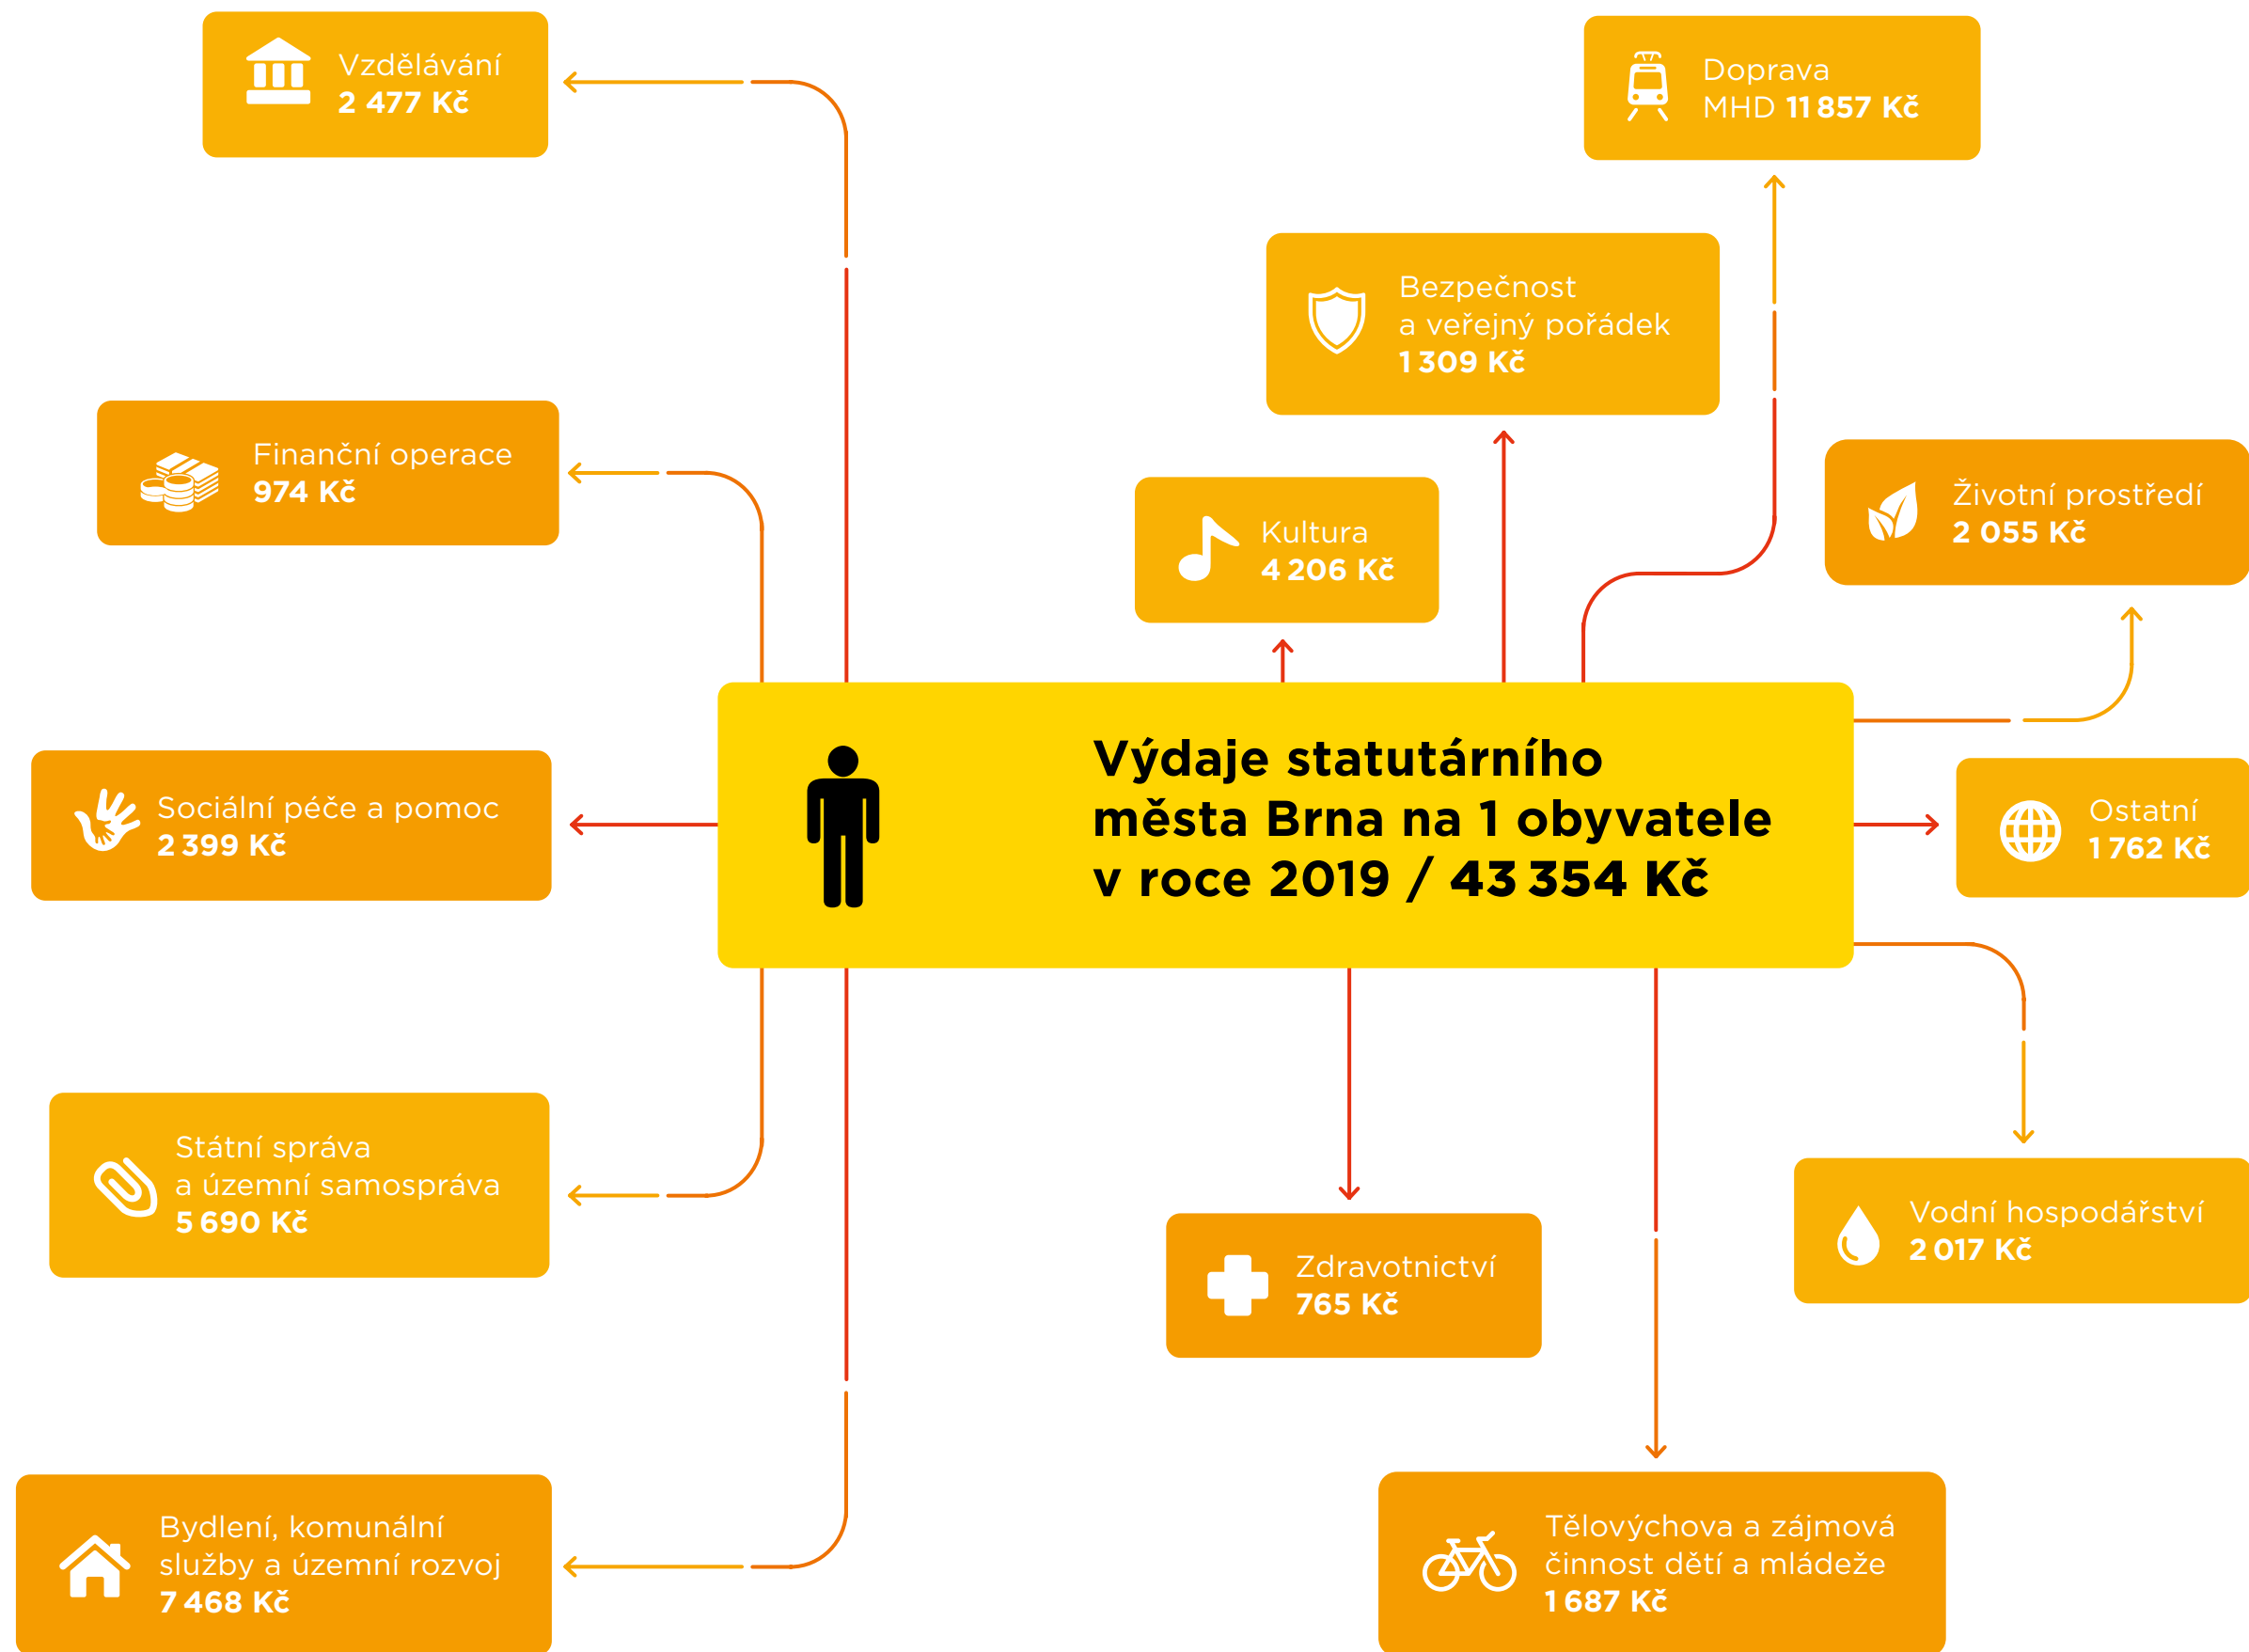 Vzdělávání
2 477 Kč
Doprava
MHD 11 857 Kč
Bezpečnost
a veřejný pořádek
1 309 Kč
Finanční operace
974 Kč
Kultura
4 206 Kč
Životní prostředí
2 055 Kč
Sociální péče a pomoc
2 399 Kč
Výdaje statutárního
města Brna na 1 obyvatele
v roce 2019 / 43 354 Kč
Ostatní
1 762 Kč
Státní správa
a územní samospráva
5 690 Kč
Zdravotnictví
765 Kč
Vodní hospodářství
2 017 Kč
Bydlení, komunální
služby a územní rozvoj
7 468 Kč
Tělovýchova a zájmová
činnost dětí a mládeže
1 687 Kč